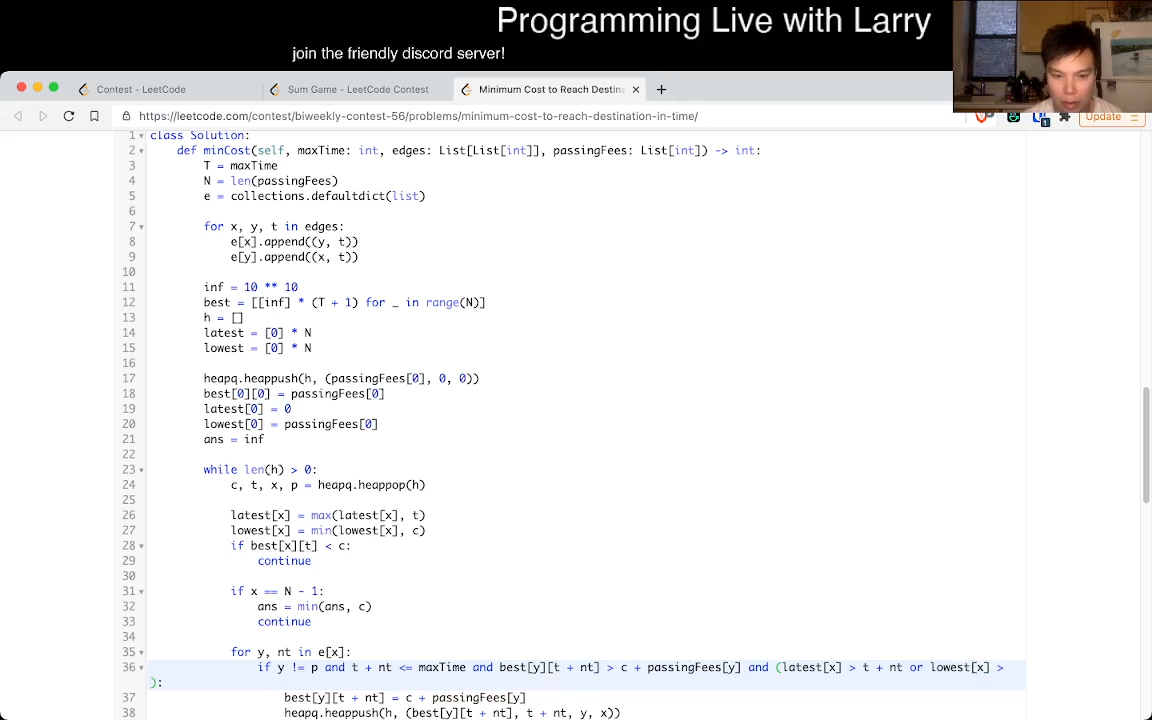 Programming Live with Larry
join the friendly discord server!
Contest - LeetCode
Sum Game - LeetCode Contest
Minimum Cost to Reach Destina
https://leetcode.com/contest/biweekly-contest-56/problems/minimum-cost-to-reach-destination-in-time/
Update
1 class Solution:
2 def minCost(self, maxTime: int, edges: List[List[int]], passingFees: List[int]) -> int:
3 T = maxTime
4 N = len(passingFees)
5 e = collections.defaultdict(list)
6
7 for x, y, t in edges:
8 e[x].append((y, t))
9 e[y].append((x, t))
10
11 inf = 10 ** 10
12 best = [[inf] * (T + 1) for _ in range(N)]
13 h = []
14 latest = [0] * N
15 lowest = [0] * N
16
17 heapq.heappush(h, (passingFees[0], 0, 0))
18 best[0][0] = passingFees[0]
19 latest[0] = 0
20 lowest[0] = passingFees[0]
21 ans = inf
22
23 while len(h) > 0:
24 c, t, x, p = heapq.heappop(h)
25
26 latest[x] = max(latest[x], t)
27 lowest[x] = min(lowest[x], c)
28 if best[x][t] < c:
29 continue
30
31 if x == N - 1:
32 ans = min(ans, c)
33 continue
34
35 for y, nt in e[x]:
36 if y != p and t + nt <= maxTime and best[y][t + nt] > c + passingFees[y] and (latest[x] > t + nt or lowest[x] >
):
37 best[y][t + nt] = c + passingFees[y]
38 heapq.heappush(h, (best[y][t + nt], t + nt, y, x))